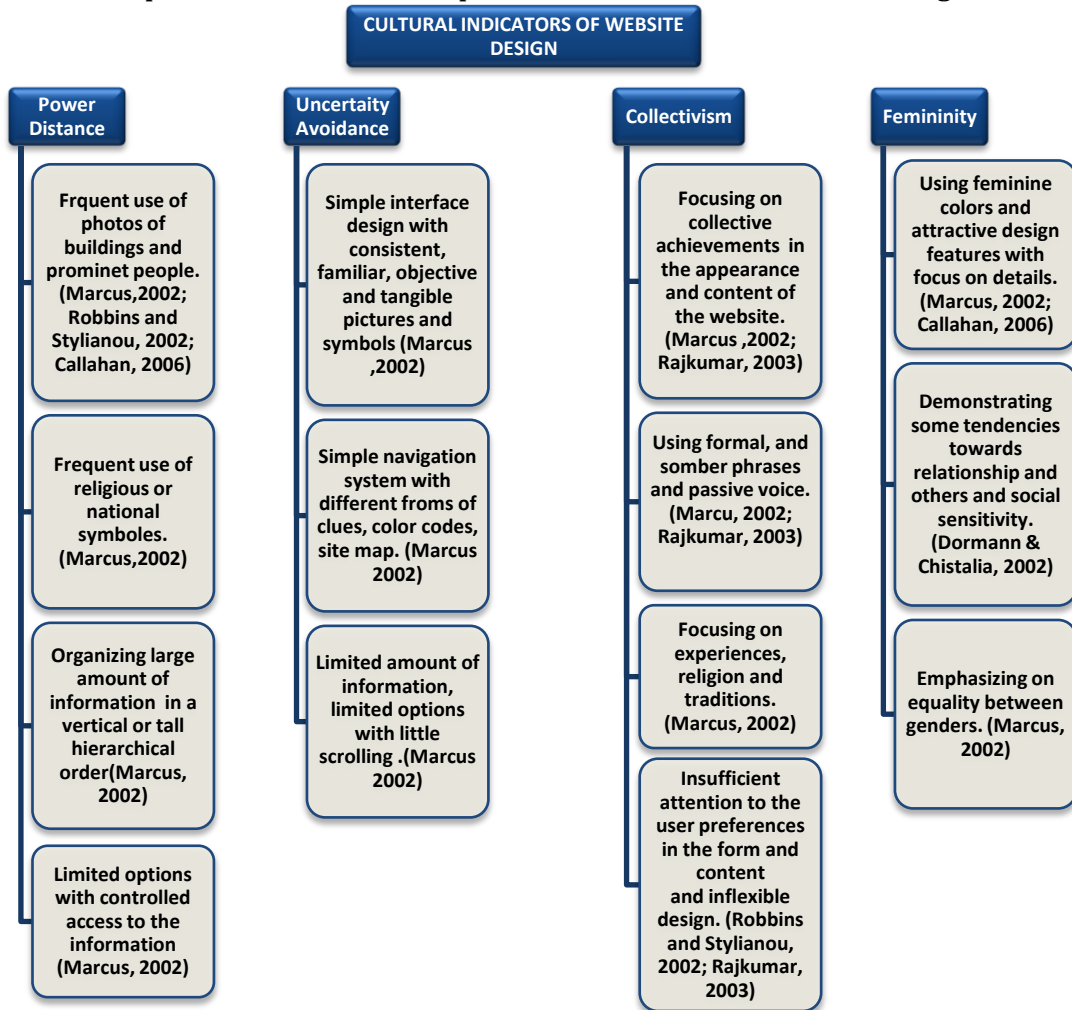 CULTURAL INDICATORS OF WEBSITE
DESIGN
Power
Distance
Frquent use of
photos of
buildings and
prominet people.
(Marcus,2002;
Robbins and
Stylianou, 2002;
Callahan, 2006)
Frequent use of
religious or
national
symboles.
(Marcus,2002)
Organizing large
amount of
information in a
vertical or tall
hierarchical
order(Marcus,
2002)
Limited options
with controlled
access to the
information
(Marcus, 2002)
Uncertaity
Avoidance
Simple interface
design with
consistent,
familiar, objective
and tangible
pictures and
symbols (Marcus
,2002)
Simple navigation
system with
different froms of
clues, color codes,
site map. (Marcus
2002)
Limited amount of
information,
limited options
with little
scrolling .(Marcus
2002)
Collectivism
Focusing on
collective
achievements in
the appearance
and content of
the website.
(Marcus ,2002;
Rajkumar, 2003)
Using formal, and
somber phrases
and passive voice.
(Marcu, 2002;
Rajkumar, 2003)
Focusing on
experiences,
religion and
traditions.
(Marcus, 2002)
Insufficient
attention to the
user preferences
in the form and
content
and inflexible
design. (Robbins
and Stylianou,
2002; Rajkumar,
2003)
Femininity
Using feminine
colors and
attractive design
features with
focus on details.
(Marcus, 2002;
Callahan, 2006)
Demonstrating
some tendencies
towards
relationship and
others and social
sensitivity.
(Dormann &
Chistalia, 2002)
Emphasizing on
equality between
genders. (Marcus,
2002)